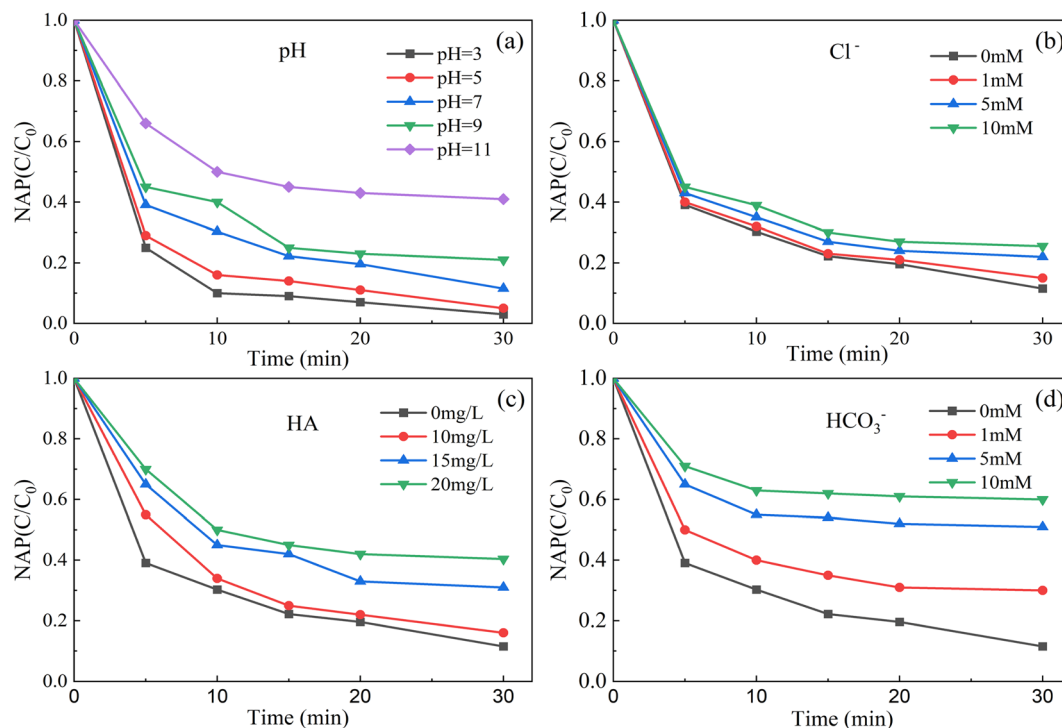 (a)
pH
pH=3
pH=5
pH=7
pH=9
pH=11
NAP(C/C₀)
1.0
0.8
0.6
0.4
0.2
0.0
0 10 20 30
Time (min)
(b)
Cl⁻
0mM
1mM
5mM
10mM
NAP(C/C₀)
1.0
0.8
0.6
0.4
0.2
0.0
0 10 20 30
Time (min)
(c)
HA
0mg/L
10mg/L
15mg/L
20mg/L
NAP(C/C₀)
1.0
0.8
0.6
0.4
0.2
0.0
0 10 20 30
Time (min)
(d)
HCO₃⁻
0mM
1mM
5mM
10mM
NAP(C/C₀)
1.0
0.8
0.6
0.4
0.2
0.0
0 10 20 30
Time (min)